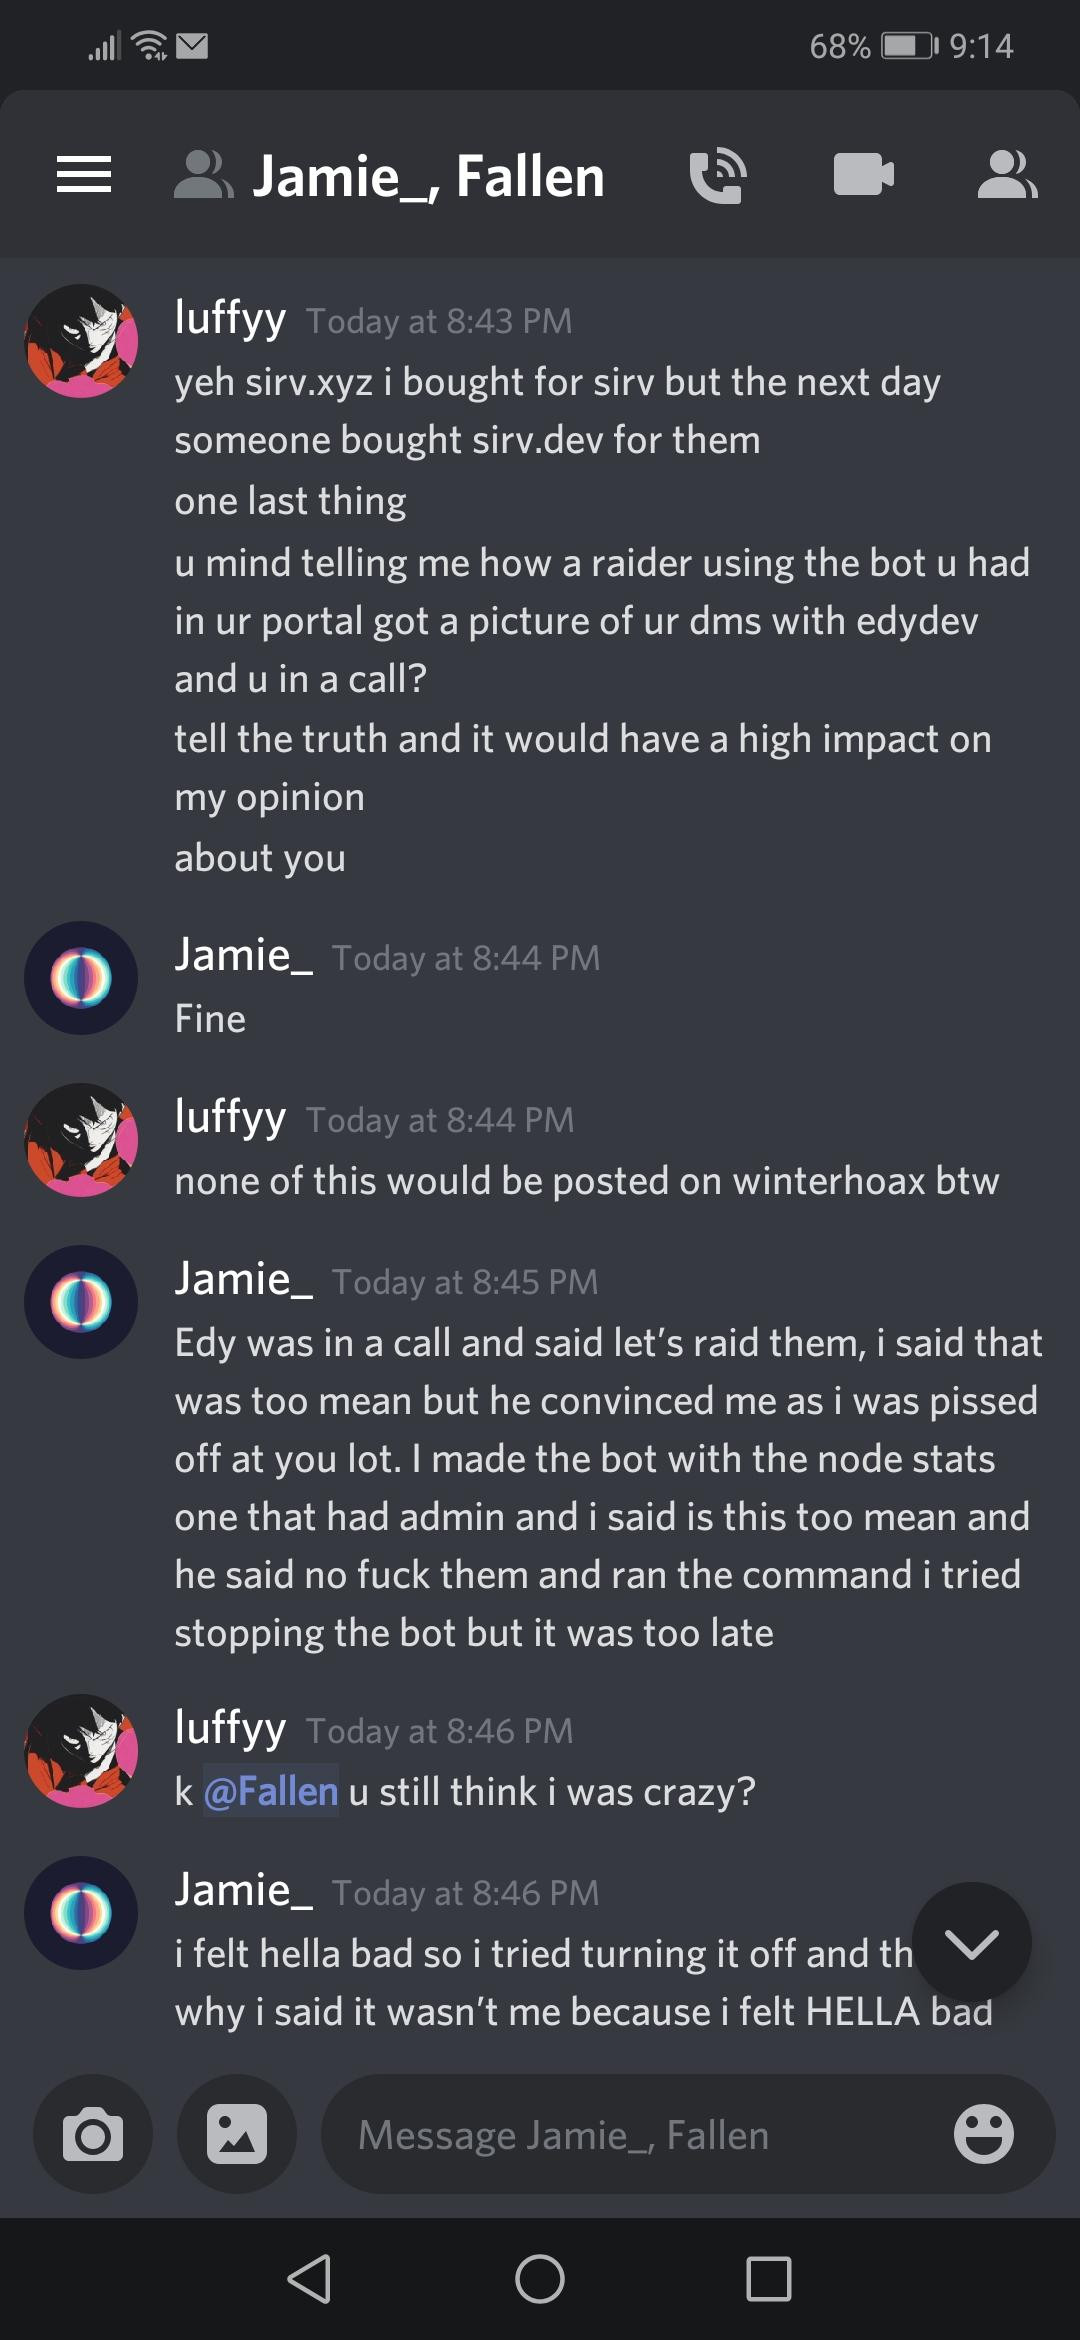 68% 9:14
Jamie_, Fallen
luffyy Today at 8:43 PM
yeh sirv.xyz i bought for sirv but the next day
someone bought sirv.dev for them
one last thing
u mind telling me how a raider using the bot u had
in ur portal got a picture of ur dms with edydev
and u in a call?
tell the truth and it would have a high impact on
my opinion
about you
Jamie_ Today at 8:44 PM
Fine
luffyy Today at 8:44 PM
none of this would be posted on winterhoax btw
Jamie_ Today at 8:45 PM
Edy was in a call and said let’s raid them, i said that
was too mean but he convinced me as i was pissed
off at you lot. I made the bot with the node stats
one that had admin and i said is this too mean and
he said no fuck them and ran the command i tried
stopping the bot but it was too late
luffyy Today at 8:46 PM
k @Fallen u still think i was crazy?
Jamie_ Today at 8:46 PM
i felt hella bad so i tried turning it off and
why i said it wasn’t me because i felt HELLA bad
Message Jamie_, Fallen